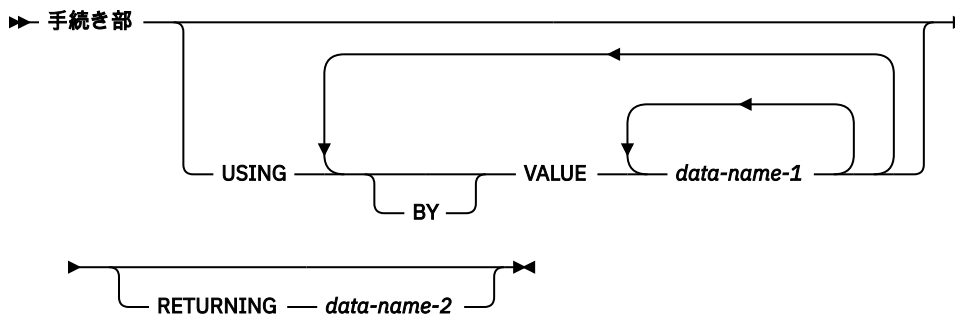 手続き部
USING
VALUE data-name-1
BY
RETURNING data-name-2